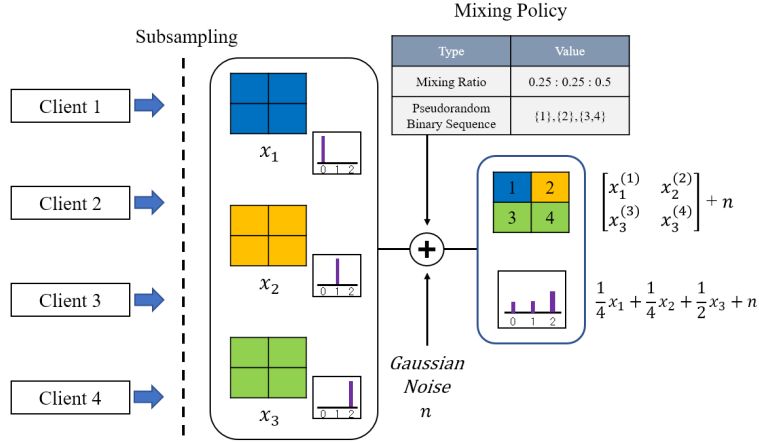 Mixing Policy
Subsampling
Type Value
Mixing Ratio 0.25 : 0.25 : 0.5
Pseudorandom
Binary Sequence {1},{2},{3,4}
Client 1
Client 2
Client 3
Client 4
x₁
0 1 2
x₂
0 1 2
x₃
0 1 2
+
Gaussian
Noise
n
1 2
3 4
0 1 2
[x₁⁽¹⁾ x₂⁽²⁾
x₃⁽³⁾ x₃⁽⁴⁾] + n
1/4 x₁ + 1/4 x₂ + 1/2 x₃ + n